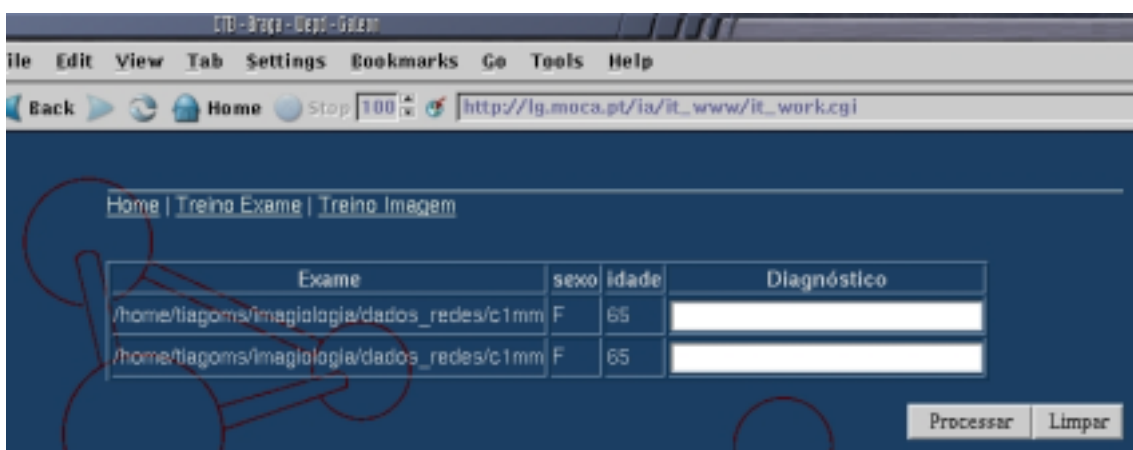 ile Edit View Tab Settings Bookmarks Go Tools Help
Back Home Stop 100 http://lg.moca.pt/ia/it_www/it_work.cgi
Home | Treino Exame | Treino Imagem
Exame sexo idade Diagnóstico
/home/tiagoms/imagiologia/dados_redes/c1mm F 65
/home/tiagoms/imagiologia/dados_redes/c1mm F 65
Processar Limpar